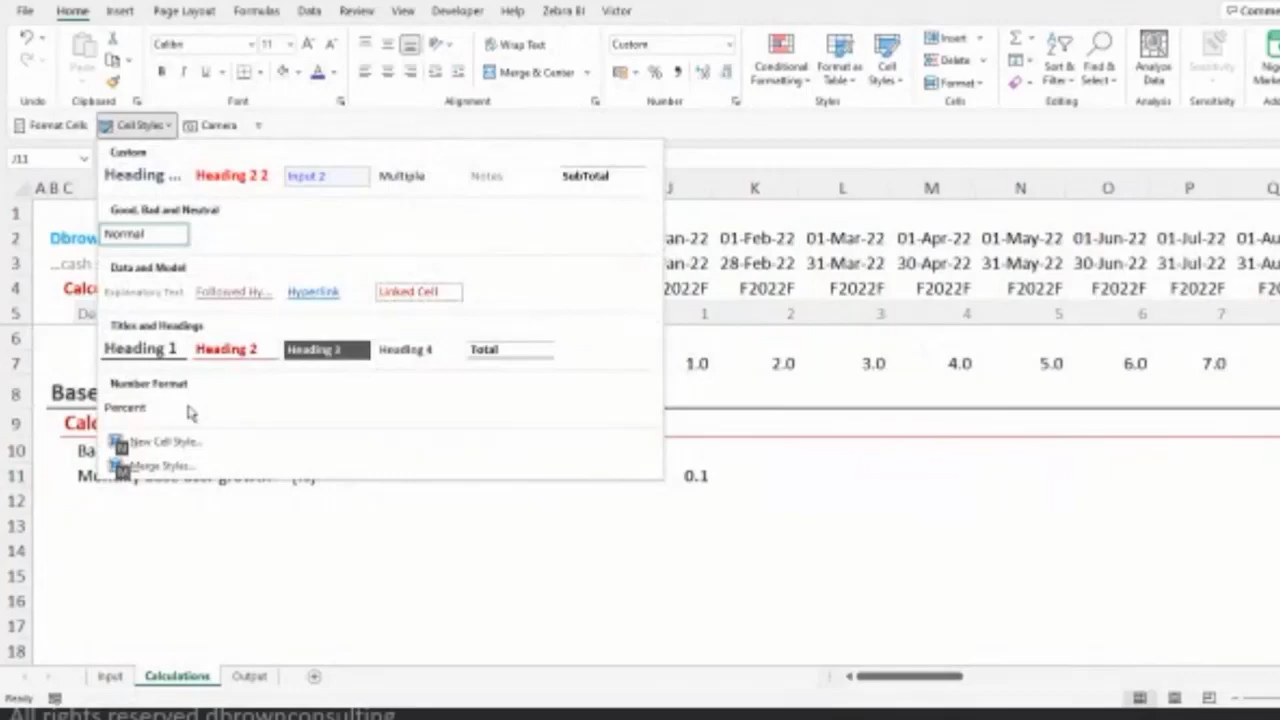 File Home Insert Page Layout Formulas Data Review View Developer Help Zebra BI Victor
Calibri 11 Wrap Text Custom Insert
B I U Merge & Center Conditional Formatting Format as Table Cell Styles Delete Sort & Filter Find & Select Analyze Data Sensitivity
Paste Format
Undo Clipboard Font Alignment Number Styles Cells Editing Analysis Sensitivity
Format Cells Cell Styles Camera
J11
Custom
Heading ... Heading 2 2 Input 2 Multiple Notes SubTotal
A B C J K L M N O P Q
Good, Bad and Neutral
1
Normal
2 Dbrow an-22 01-Feb-22 01-Mar-22 01-Apr-22 01-May-22 01-Jun-22 01-Jul-22 01-Au
3 ...cash an-22 28-Feb-22 31-Mar-22 30-Apr-22 31-May-22 30-Jun-22 31-Jul-22 31-Au
Data and Model
4 Calc F2022F F2022F F2022F F2022F F2022F F2022F F2022F F20
Explanatory Text Followed Hy... Hyperlink Linked Cell
5 Da 1 2 3 4 5 6 7
Titles and Headings
6
Heading 1 Heading 2 Heading 3 Heading 4 Total
7 1.0 2.0 3.0 4.0 5.0 6.0 7.0
Number Format
8 Base
Percent
9 Calc
New Cell Style...
10 Ba
Merge Styles...
11 0.1
12
13
14
15
16
17
18
Input Calculations Output
Ready
All rights reserved dbrownconsulting